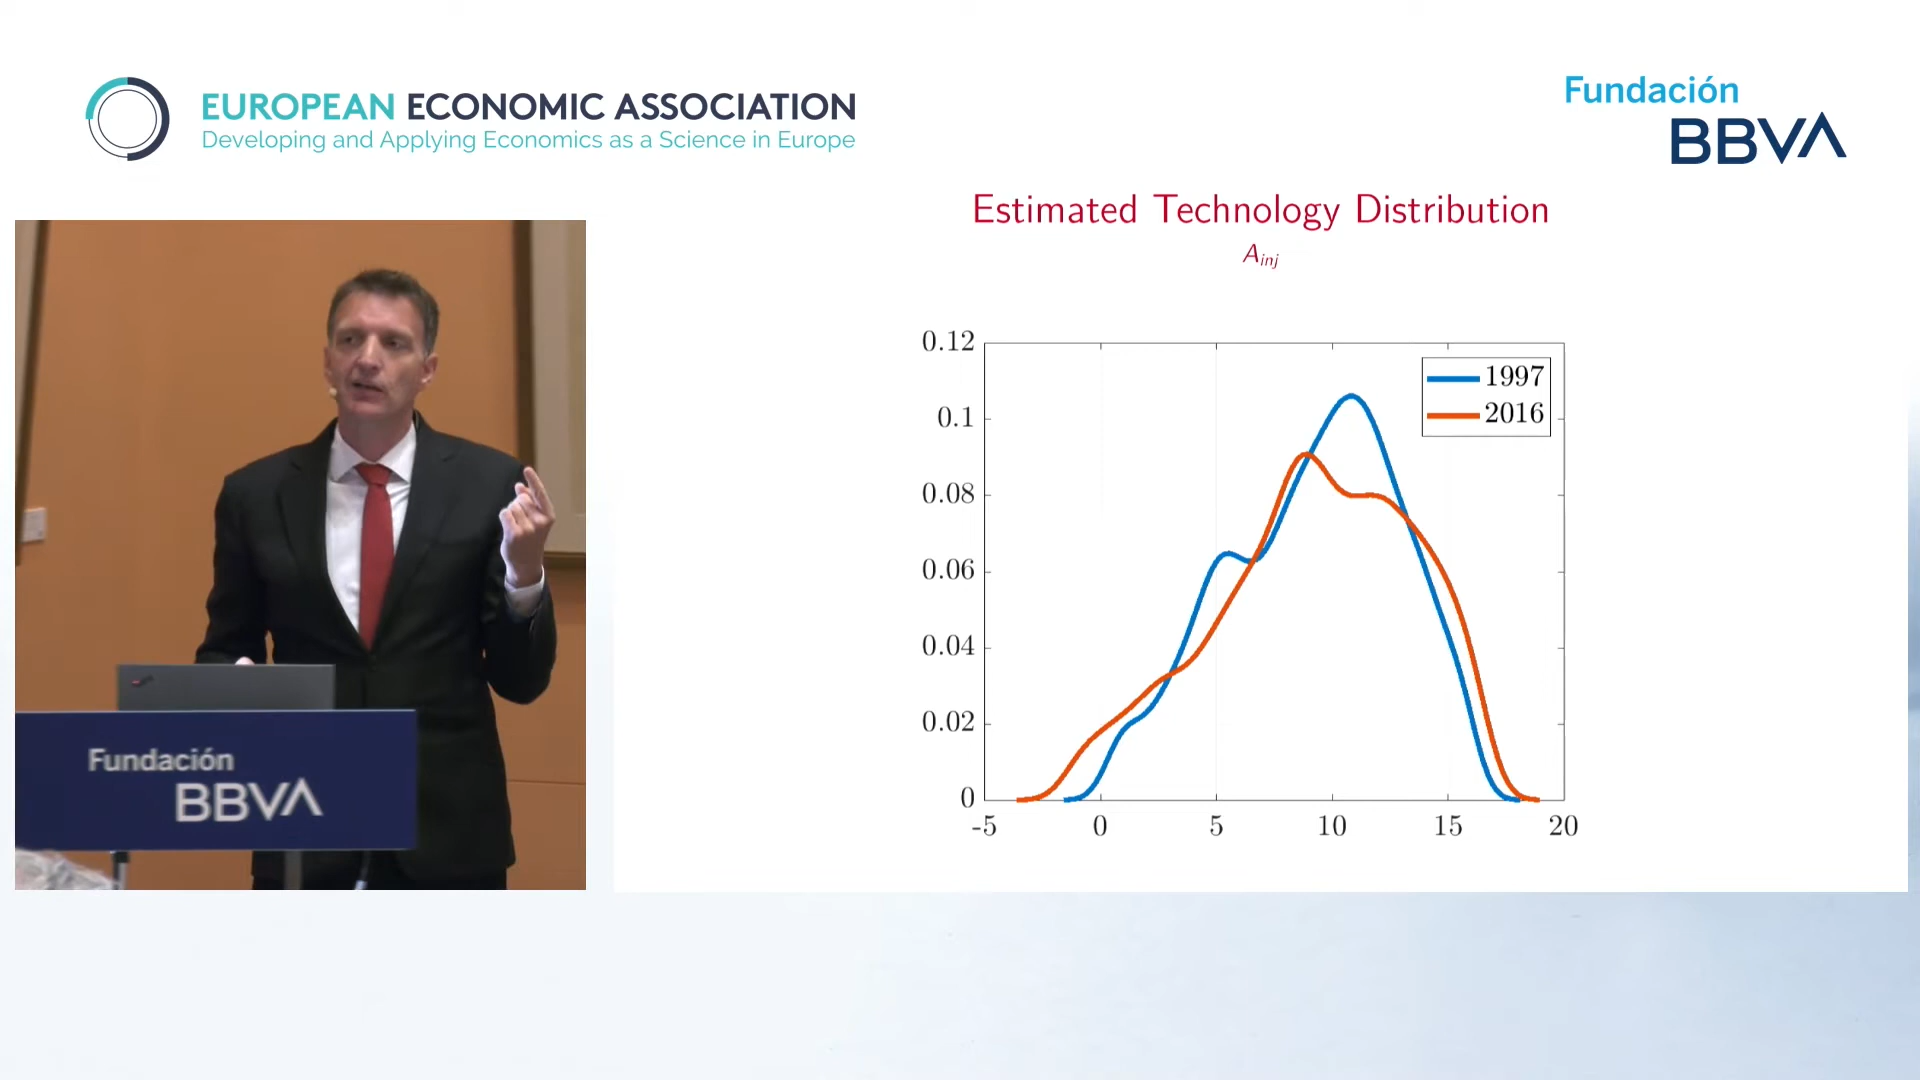 EUROPEAN ECONOMIC ASSOCIATION
Developing and Applying Economics as a Science in Europe
Fundación
BBVA
Estimated Technology Distribution
A_inj
0.12
0.1
0.08
0.06
0.04
0.02
0
-5
0
5
10
15
20
1997
2016
Fundación
BBVA